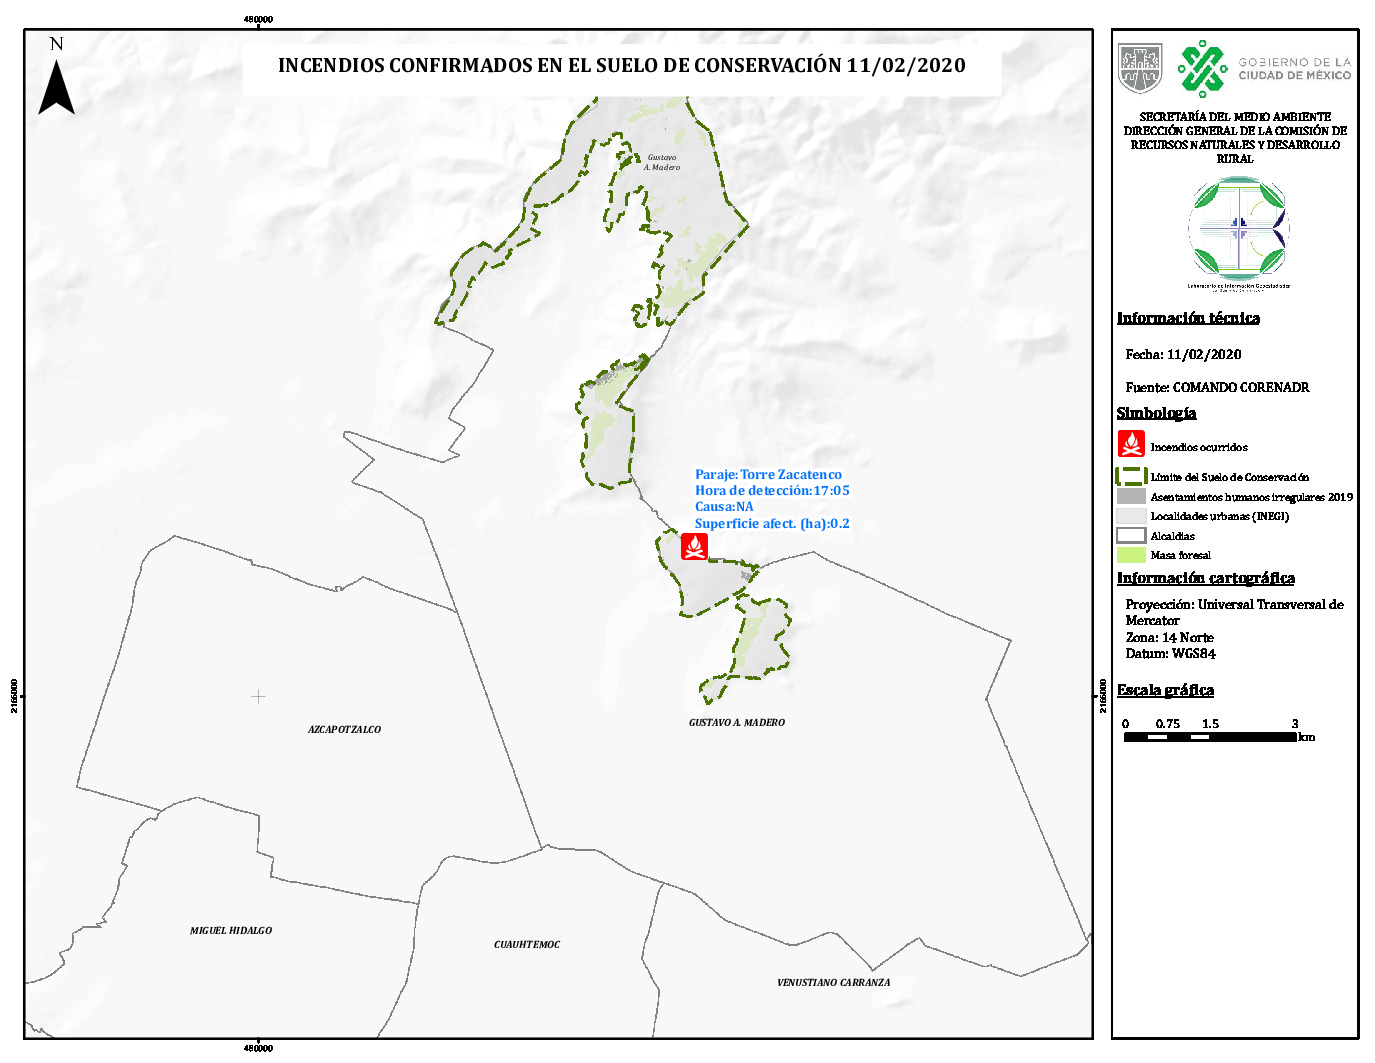 480000
N
INCENDIOS CONFIRMADOS EN EL SUELO DE CONSERVACIÓN 11/02/2020
Gustavo
A. Madero
Paraje:Torre Zacatenco
Hora de detección:17:05
Causa:NA
Superficie afect. (ha):0.2
2166000
2166000
AZCAPOTZALCO
GUSTAVO A. MADERO
MIGUEL HIDALGO
CUAUHTEMOC
VENUSTIANO CARRANZA
480000
GOBIERNO DE LA
CIUDAD DE MÉXICO
SECRETARÍA DEL MEDIO AMBIENTE
DIRECCIÓN GENERAL DE LA COMISIÓN DE
RECURSOS NATURALES Y DESARROLLO
RURAL
Laboratorio de Información Geoestadística
Información técnica
Fecha: 11/02/2020
Fuente: COMANDO CORENADR
Simbología
Incendios ocurridos
Límite del Suelo de Conservación
Asentamientos humanos irregulares 2019
Localidades urbanas (INEGI)
Alcaldías
Masa foresal
Información cartográfica
Proyección: Universal Transversal de
Mercator
Zona: 14 Norte
Datum: WGS84
Escala gráfica
0 0.75 1.5 3
km